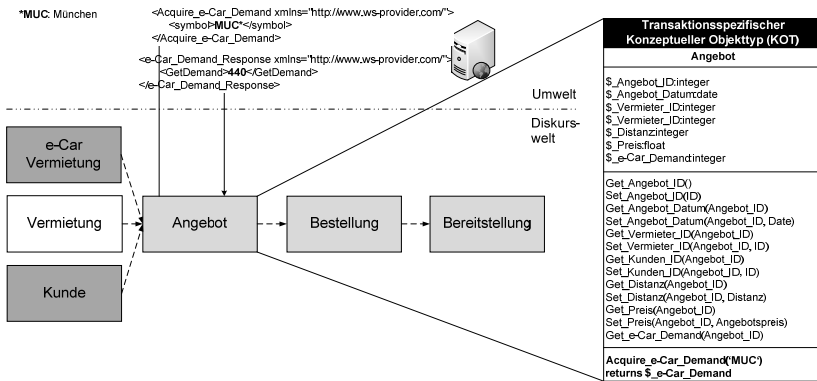 *MUC: München
<Acquire_e-Car_Demand xmlns="http://www.ws-provider.com/">
<symbol>MUC*</symbol>
</Acquire_e-Car_Demand>
<e-Car_Demand_Response xmlns="http://www.ws-provider.com/">
<GetDemand>440</GetDemand>
</e-Car_Demand_Response>
Umwelt
Diskurs-
welt
e-Car
Vermietung
Vermietung
Kunde
Angebot
Bestellung
Bereitstellung
Transaktionsspezifischer
Konzeptueller Objekttyp (KOT)
Angebot
$_Angebot_ID:integer
$_Angebot_Datum:date
$_Vermieter_ID:integer
$_Vermieter_ID:integer
$_Distanz:integer
$_Preis:float
$_e-Car_Demand:integer
Get_Angebot_ID()
Set_Angebot_ID(ID)
Get_Angebot_Datum(Angebot_ID)
Set_Angebot_Datum(Angebot_ID, Date)
Get_Vermieter_ID(Angebot_ID)
Set_Vermieter_ID(Angebot_ID, ID)
Get_Kunden_ID(Angebot_ID)
Set_Kunden_ID(Angebot_ID, ID)
Get_Distanz(Angebot_ID)
Set_Distanz(Angebot_ID, Distanz)
Get_Preis(Angebot_ID)
Set_Preis(Angebot_ID, Angebotspreis)
Get_e-Car_Demand(Angebot_ID)
Acquire_e-Car_Demand('MUC')
returns $_e-Car_Demand